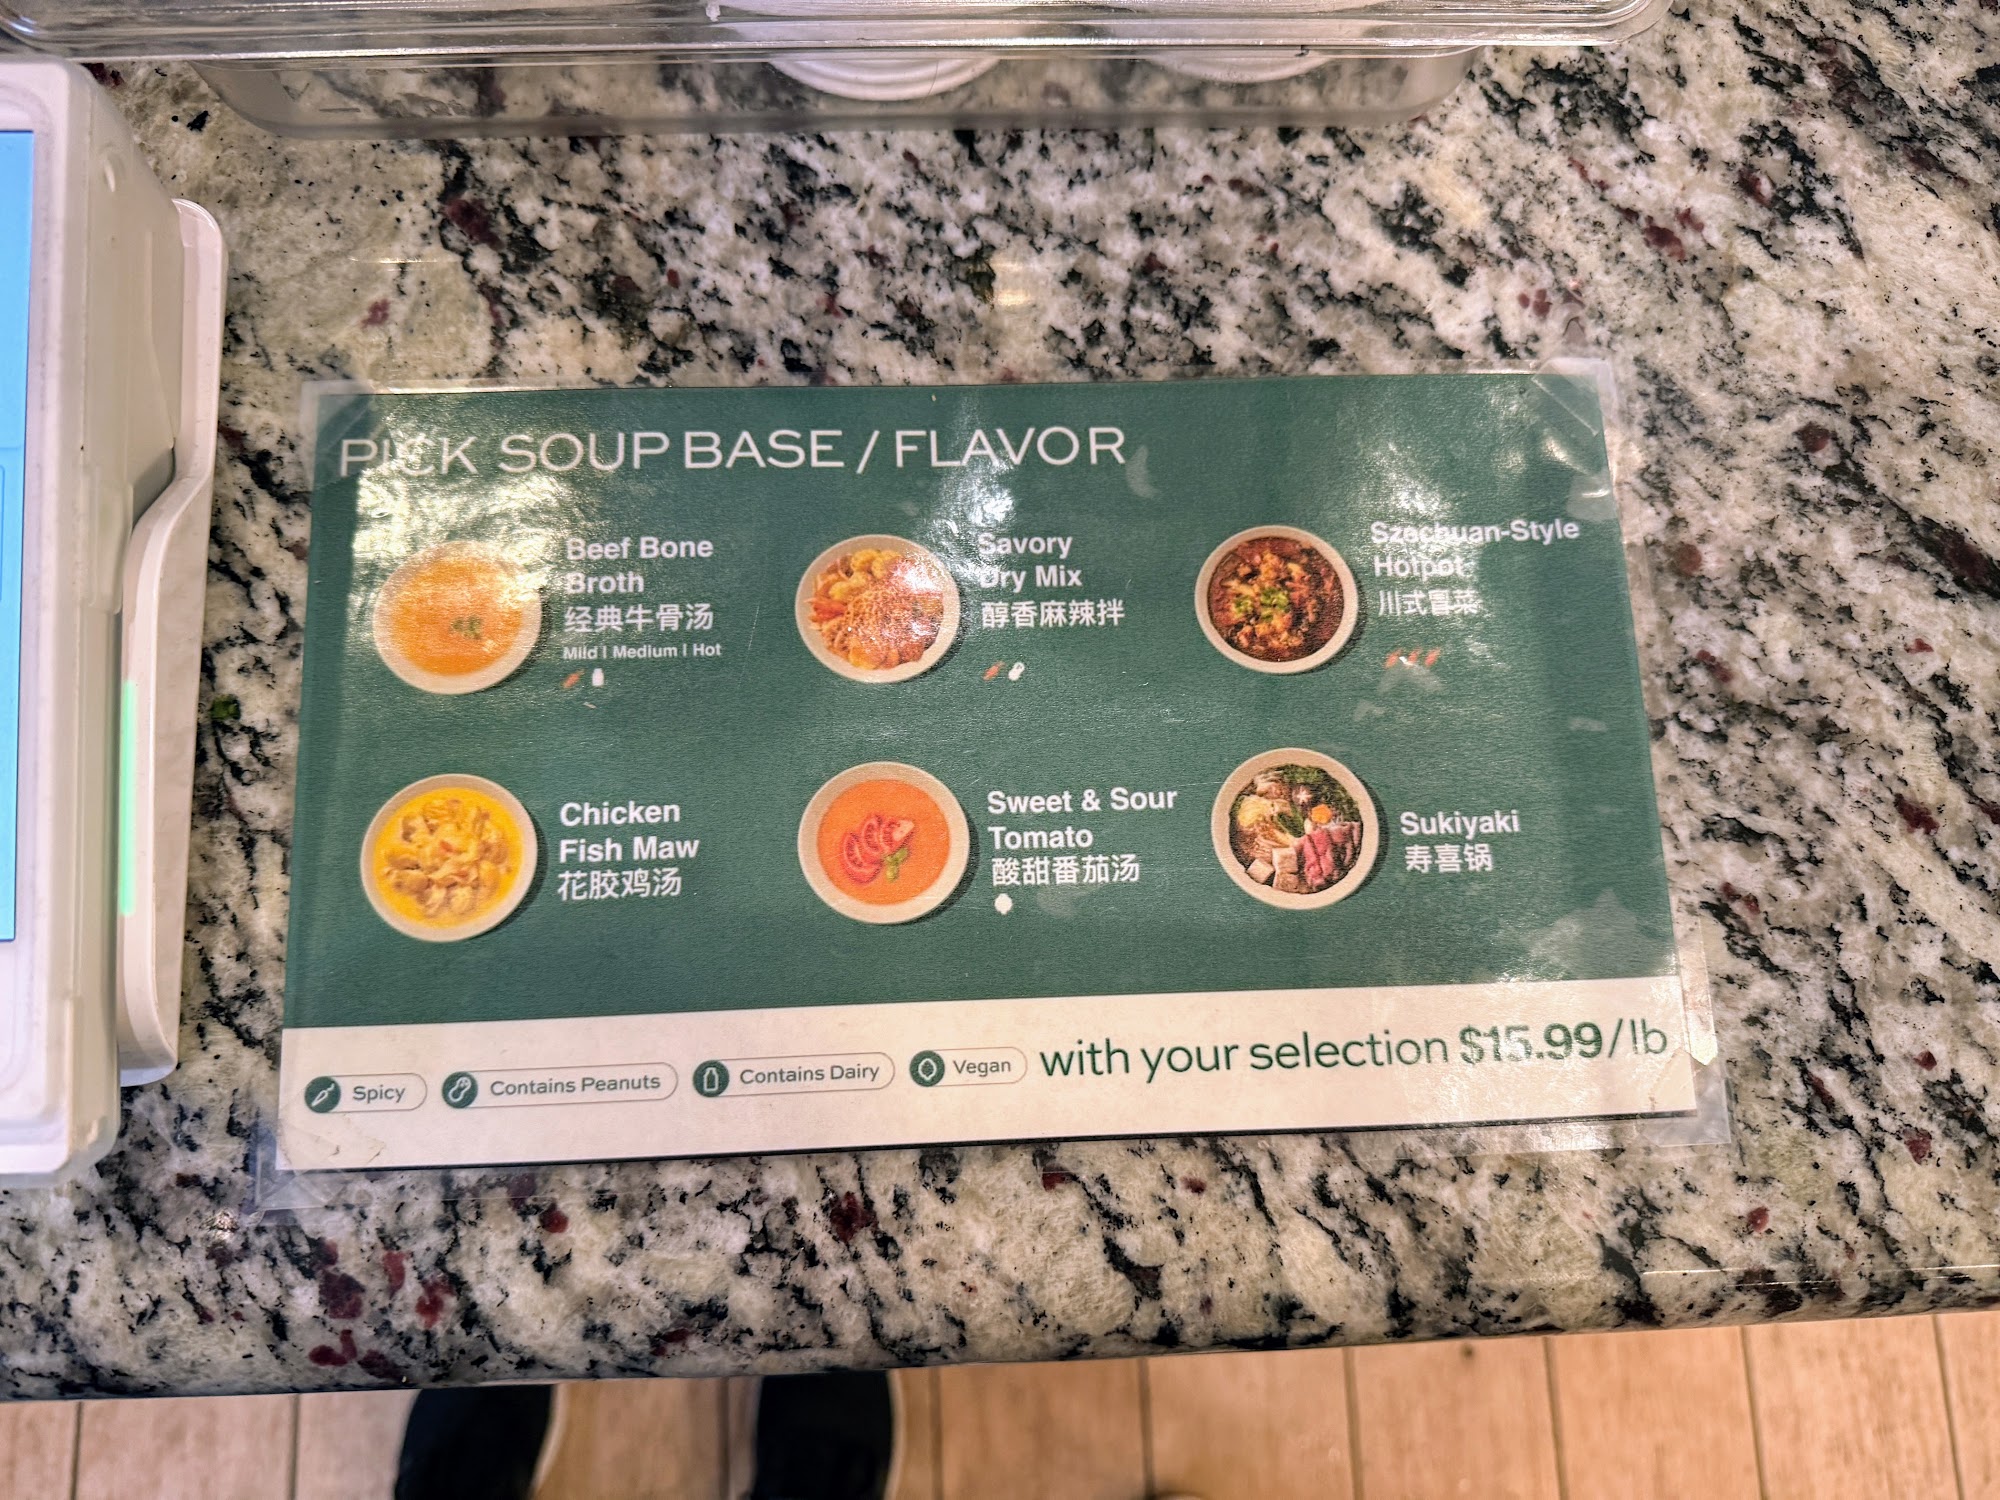 PICK SOUP BASE / FLAVOR
Beef Bone
Broth
经典牛骨汤
Mild | Medium | Hot
Savory
Dry Mix
醇香麻辣拌
Szechuan-Style
Hotpot
川式冒菜
Chicken
Fish Maw
花胶鸡汤
Sweet & Sour
Tomato
酸甜番茄汤
Sukiyaki
寿喜锅
Spicy
Contains Peanuts
Contains Dairy
Vegan
with your selection $15.99/lb